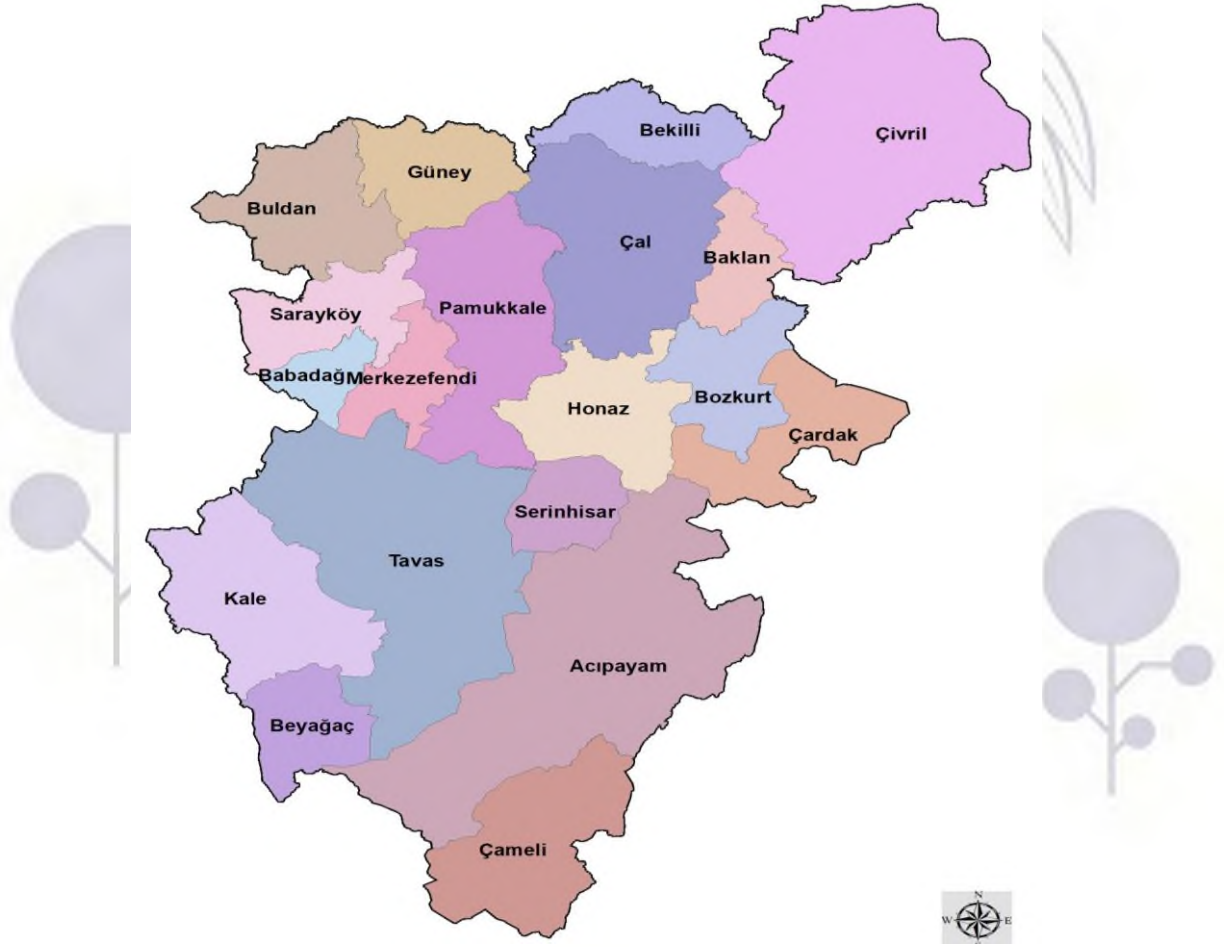 Çivril
Bekilli
Güney
Buldan
Çal
Baklan
Pamukkale
Sarayköy
Babadağ
Merkezefendi
Bozkurt
Honaz
Çardak
Serinhisar
Tavas
Kale
Acıpayam
Beyağaç
Çameli
N
W E